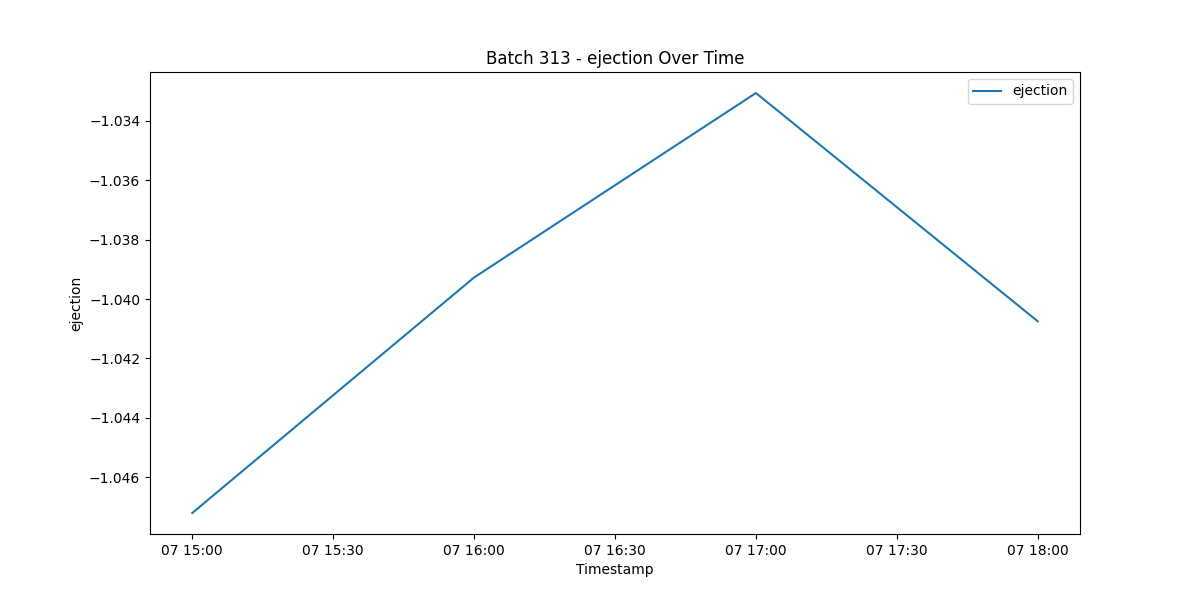 Batch 313 - ejection Over Time
ejection
−1.034
−1.036
−1.038
−1.040
−1.042
−1.044
−1.046
ejection
07 15:00 07 15:30 07 16:00 07 16:30 07 17:00 07 17:30 07 18:00
Timestamp